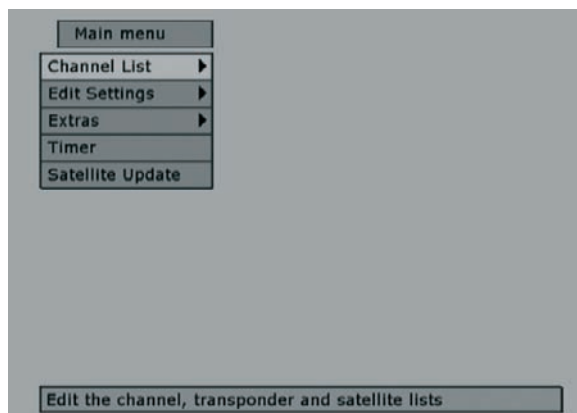 Main menu
Channel List
Edit Settings
Extras
Timer
Satellite Update
Edit the channel, transponder and satellite lists